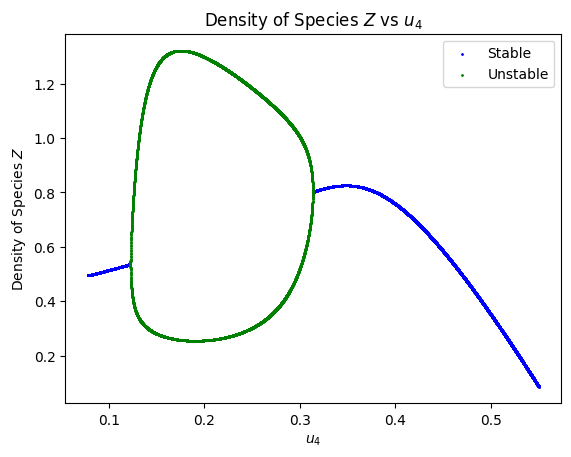 Density of Species Z vs u₄
Stable
Unstable
Density of Species Z
1.2
1.0
0.8
0.6
0.4
0.2
0.1
0.2
0.3
0.4
0.5
u₄